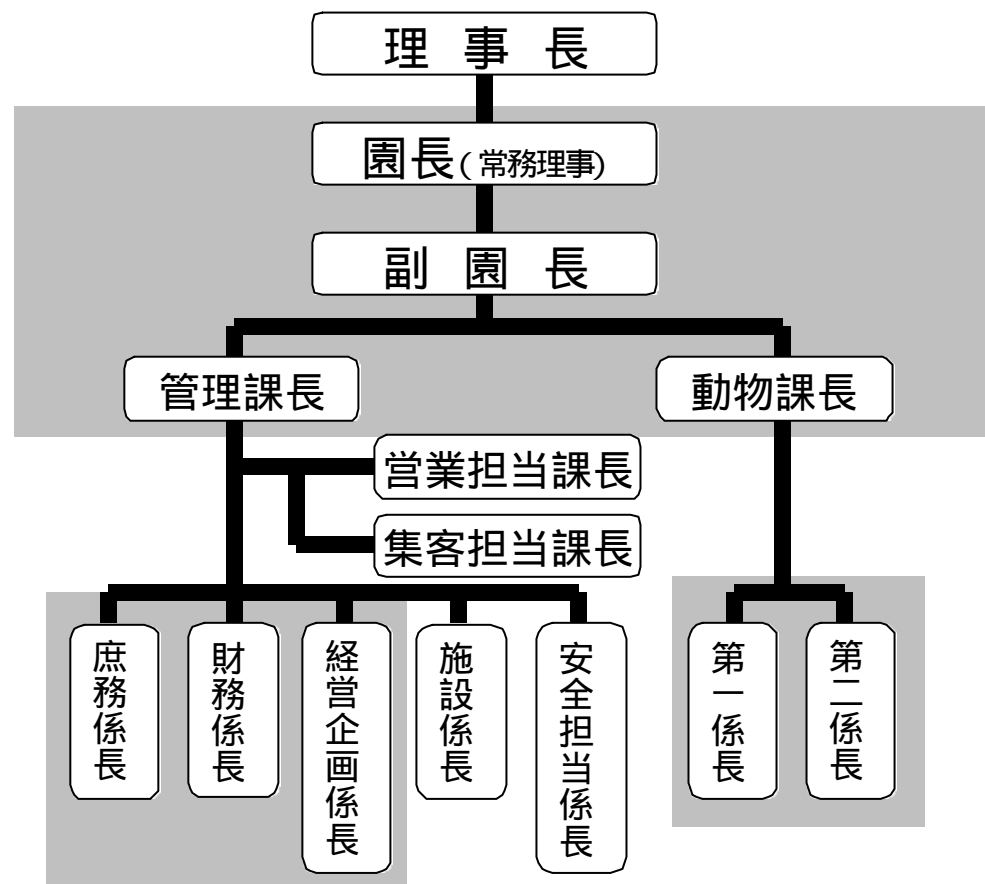 理事長
園長(常務理事)
副園長
管理課長
動物課長
営業担当課長
集客担当課長
庶務係長
財務係長
経営企画係長
施設係長
安全担当係長
第一係長
第二係長